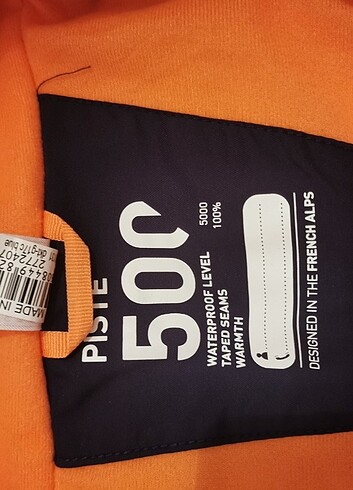 PISTE
500
WATERPROOF LEVEL 5000
TAPED SEAMS 100%
WARMTH
DESIGNED IN THE FRENCH ALPS
MADE IN